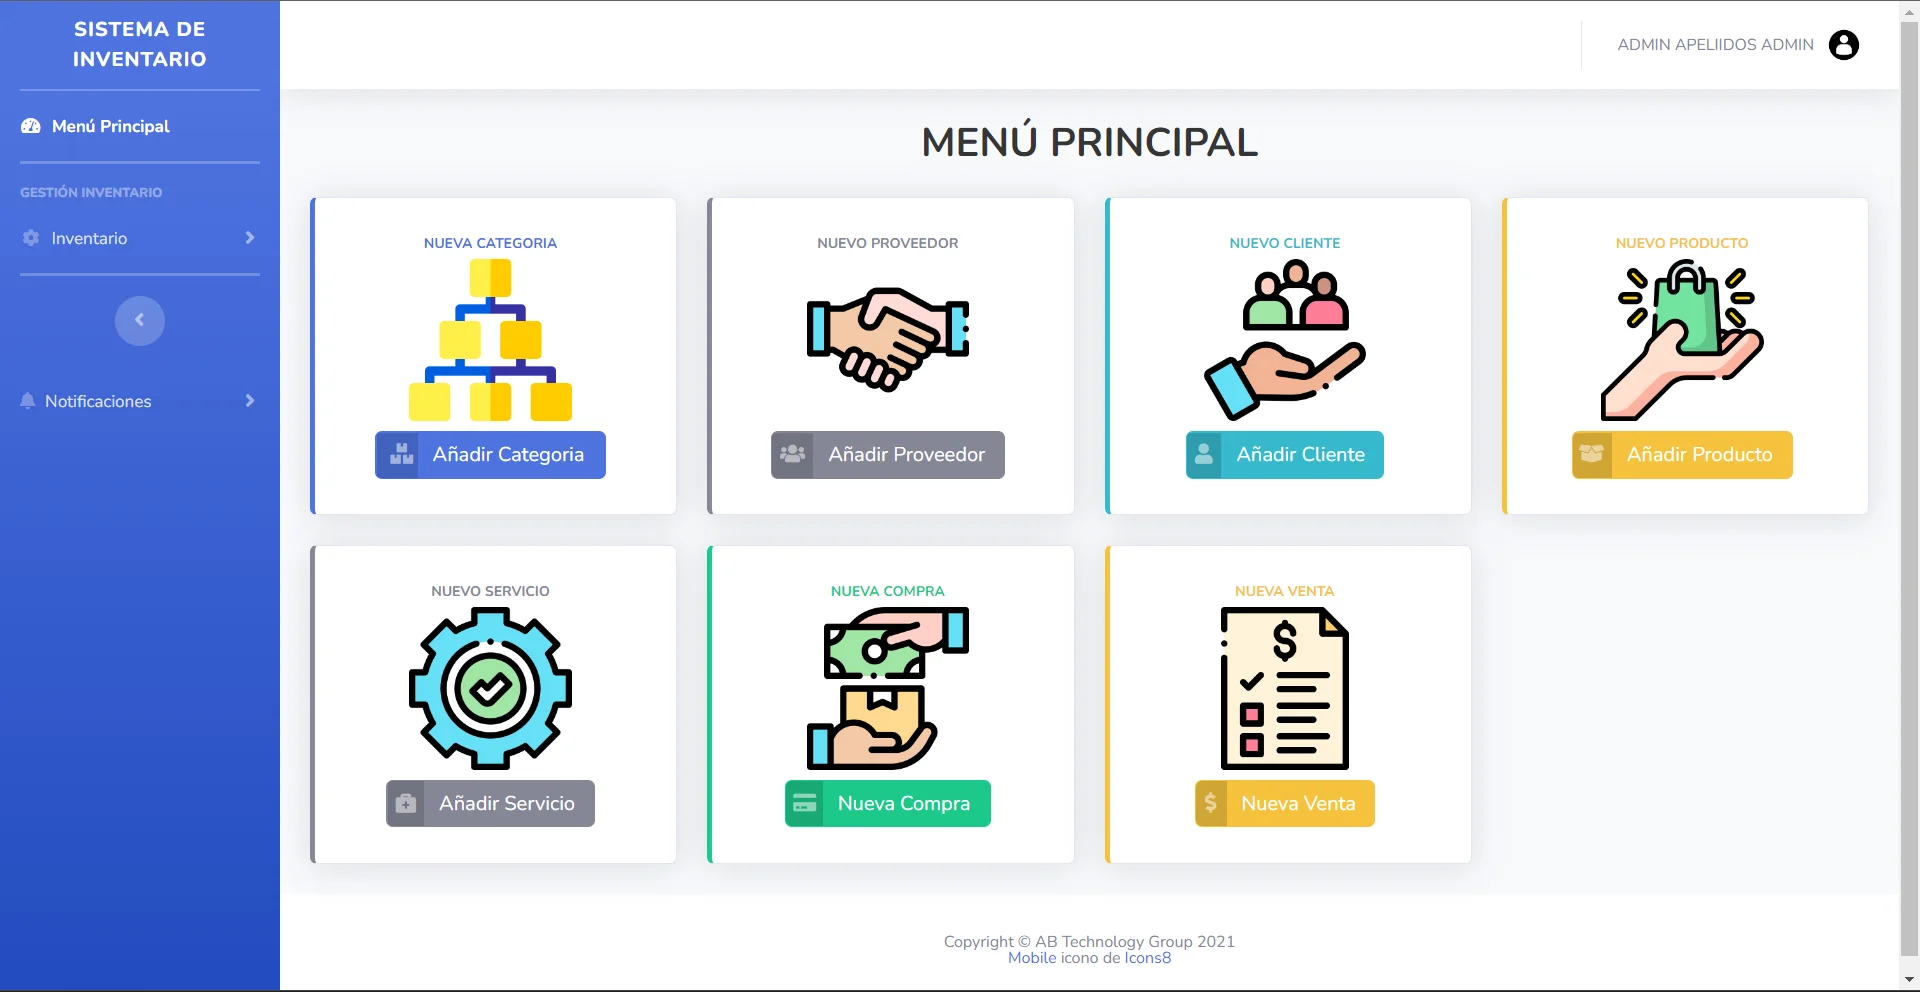 SISTEMA DE
INVENTARIO
Menú Principal
GESTIÓN INVENTARIO
Inventario
Notificaciones
ADMIN APELIIDOS ADMIN
MENÚ PRINCIPAL
NUEVA CATEGORIA
Añadir Categoria
NUEVO PROVEEDOR
Añadir Proveedor
NUEVO CLIENTE
Añadir Cliente
NUEVO PRODUCTO
Añadir Producto
NUEVO SERVICIO
Añadir Servicio
NUEVA COMPRA
Nueva Compra
NUEVA VENTA
$
$ Nueva Venta
Copyright © AB Technology Group 2021
Mobile icono de Icons8